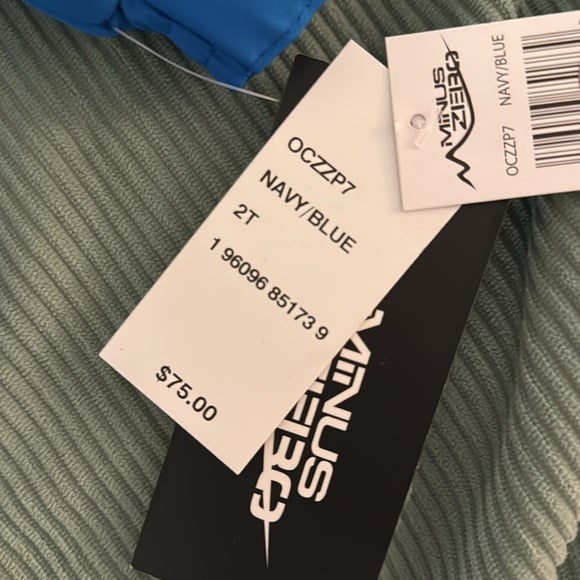 OCZZP7
NAVY/BLUE
2T
1 96096 85173 9
$75.00
MINUS
ZERO
OCZZP7 NAVY/BLUE
MINUS
ZERO